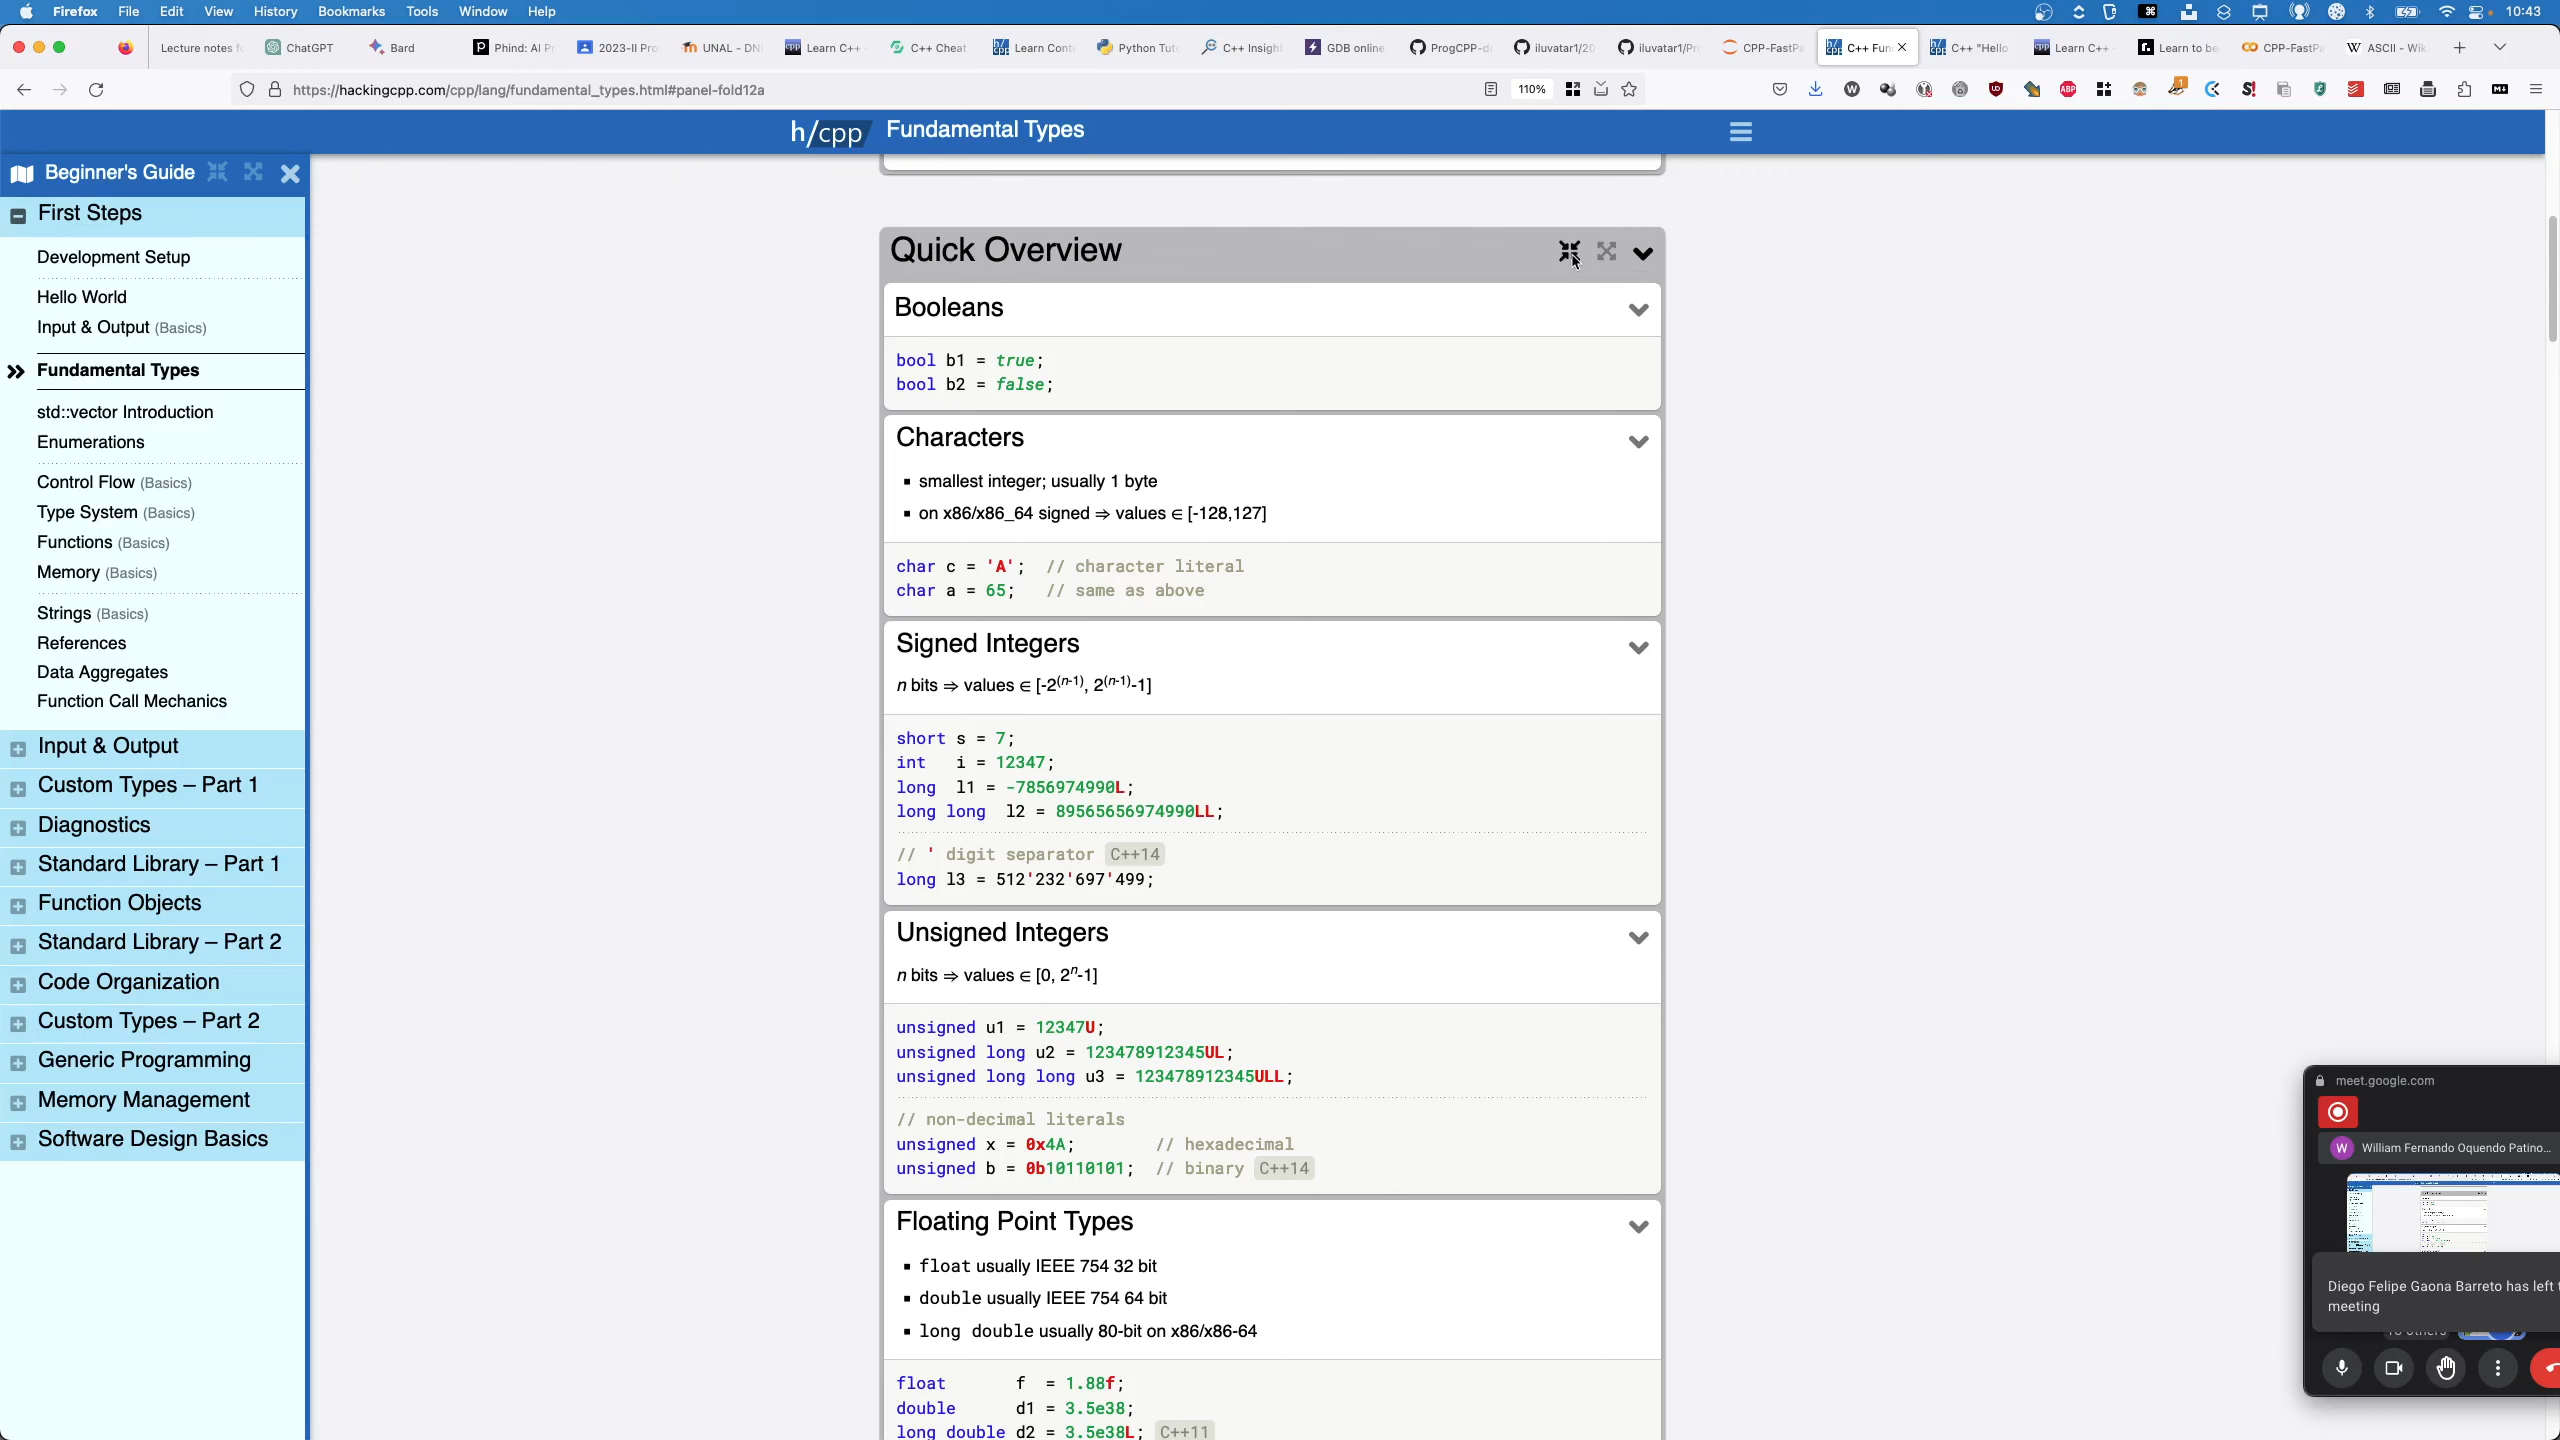 Firefox File Edit View History Bookmarks Tools Window Help
10:43
Lecture notes f
ChatGPT
Bard
Phind: AI Pr
2023-II Pro
UNAL - DNI
Learn C++ -
C++ Cheat
Learn Cont
Python Tuto
C++ Insight
GDB online
ProgCPP-d
iluvatar1/20
iluvatar1/Pr
CPP-FastPa
C++ Fun
C++ "Hello
Learn C++ -
Learn to be
CPP-FastPa
ASCII - Wik
https://hackingcpp.com/cpp/lang/fundamental_types.html#panel-fold12a
110%
h/cpp Fundamental Types
Beginner's Guide
First Steps
Development Setup
Hello World
Input & Output (Basics)
Fundamental Types
std::vector Introduction
Enumerations
Control Flow (Basics)
Type System (Basics)
Functions (Basics)
Memory (Basics)
Strings (Basics)
References
Data Aggregates
Function Call Mechanics
Input & Output
Custom Types – Part 1
Diagnostics
Standard Library – Part 1
Function Objects
Standard Library – Part 2
Code Organization
Custom Types – Part 2
Generic Programming
Memory Management
Software Design Basics
Quick Overview
Booleans
bool b1 = true;
bool b2 = false;
Characters
▪ smallest integer; usually 1 byte
▪ on x86/x86_64 signed ⇒ values ∈ [-128,127]
char c = 'A';  // character literal
char a = 65;   // same as above
Signed Integers
n bits ⇒ values ∈ [-2⁽ⁿ⁻¹⁾, 2⁽ⁿ⁻¹⁾-1]
short s = 7;
int   i = 12347;
long  l1 = -7856974990L;
long long  l2 = 89565656974990LL;
// ' digit separator C++14
long l3 = 512'232'697'499;
Unsigned Integers
n bits ⇒ values ∈ [0, 2ⁿ-1]
unsigned u1 = 12347U;
unsigned long u2 = 123478912345UL;
unsigned long long u3 = 123478912345ULL;
// non-decimal literals
unsigned x = 0x4A;        // hexadecimal
unsigned b = 0b10110101;  // binary C++14
Floating Point Types
▪ float usually IEEE 754 32 bit
▪ double usually IEEE 754 64 bit
▪ long double usually 80-bit on x86/x86-64
float       f  = 1.88f;
double      d1 = 3.5e38;
long double d2 = 3.5e38L; C++11
meet.google.com
W William Fernando Oquendo Patino...
Diego Felipe Gaona Barreto has left
meeting